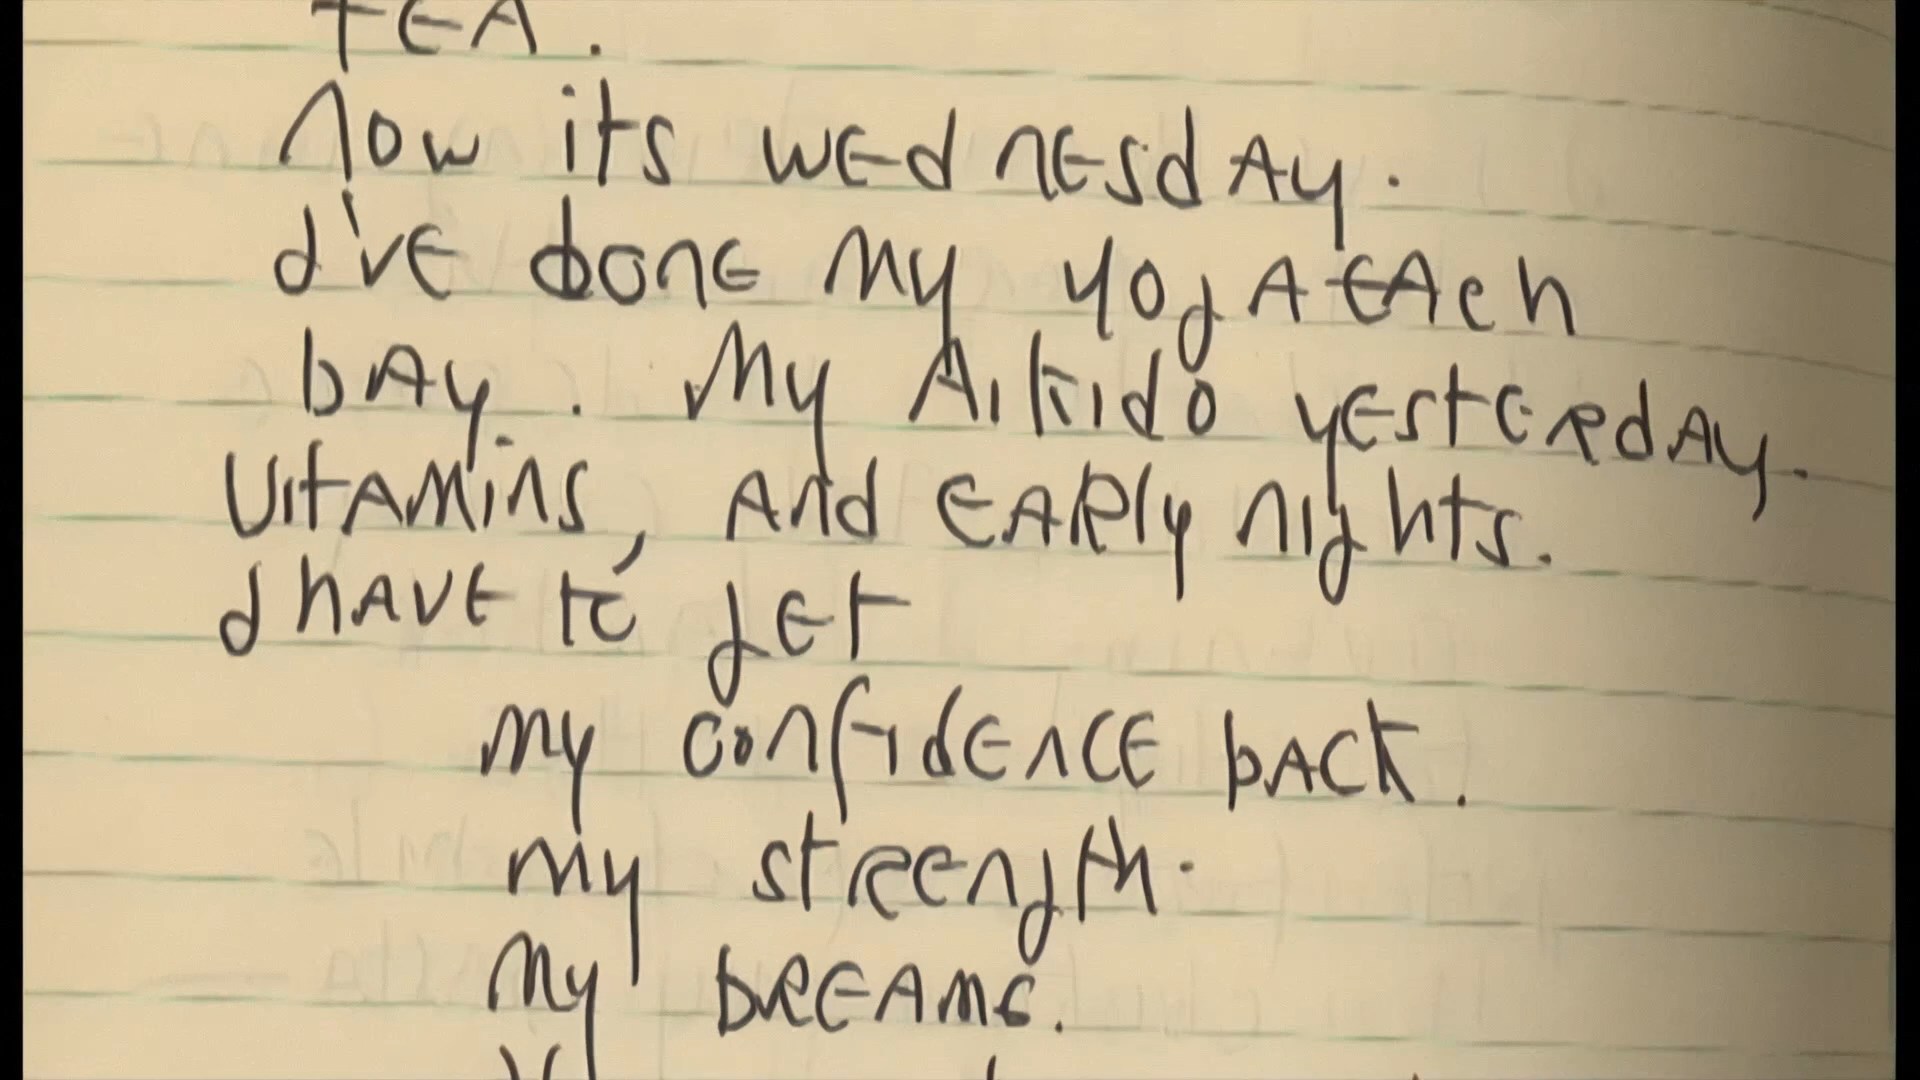 TEA.
Now its wednesday.
I've done my yoga each
day. My Aikido yesterday.
Vitamins, and early nights.
I have to get
my confidence back.
my strength.
My dreams.